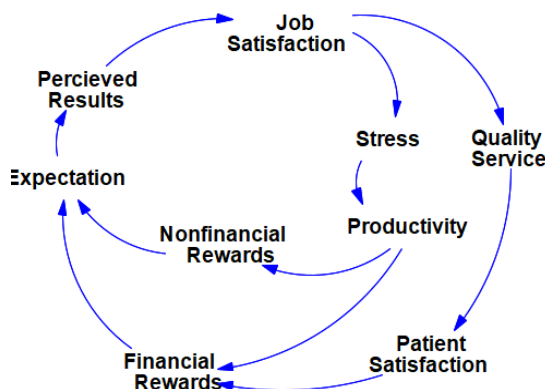 Job
Satisfaction
Percieved
Results
Stress
Quality
Service
Expectation
Productivity
Nonfinancial
Rewards
Patient
Satisfaction
Financial
Rewards